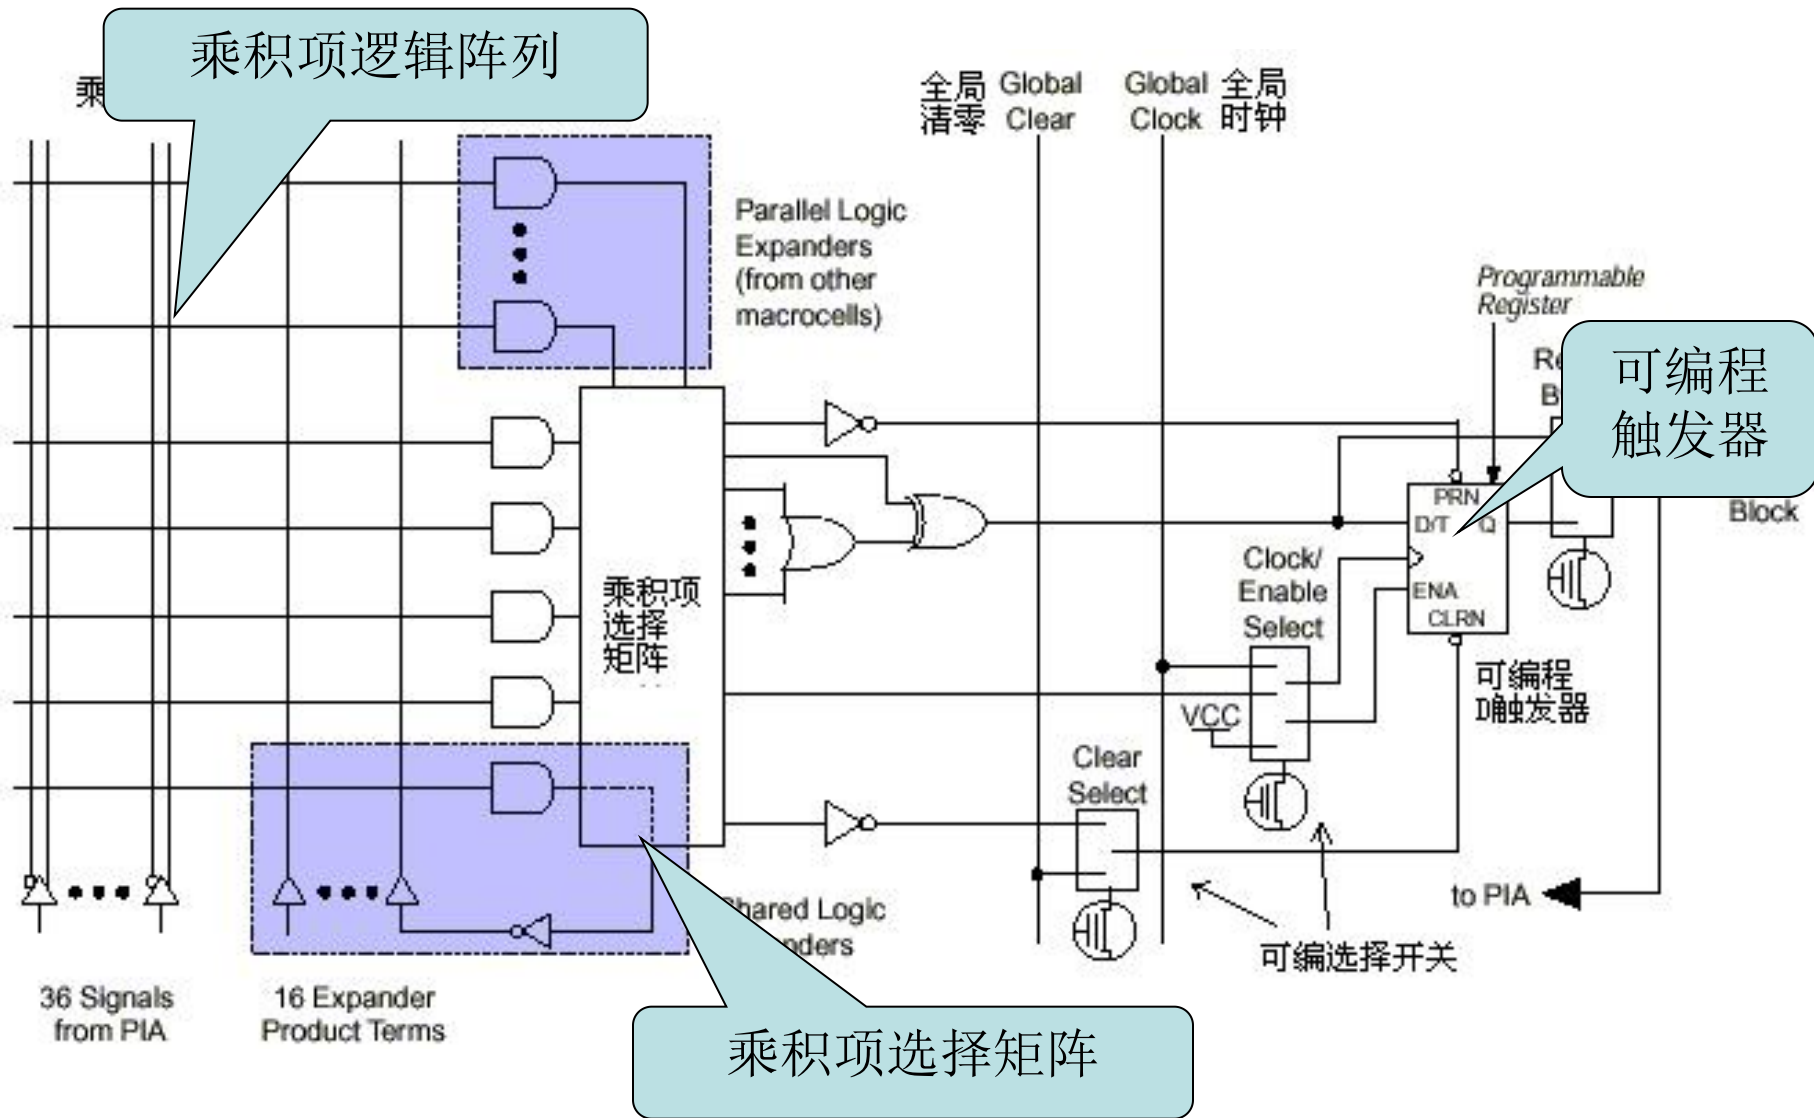 乘积项逻辑阵列
乘
全局
清零
Global
Clear
Global
Clock
全局
时钟
Parallel Logic
Expanders
(from other
macrocells)
Programmable
Register
可编程
触发器
PRN
D/T Q
ENA
CLRN
Block
Clock/
Enable
Select
乘积项
选择
矩阵
VCC
可编程
D触发器
Clear
Select
to PIA
Shared Logic
可编选择开关
36 Signals
from PIA
16 Expander
Product Terms
乘积项选择矩阵